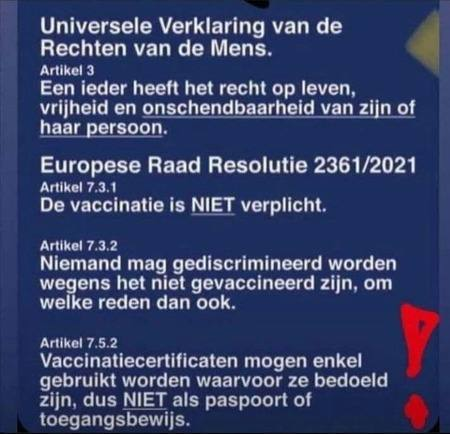 Universele Verklaring van de
Rechten van de Mens.
Artikel 3
Een ieder heeft het recht op leven,
vrijheid en onschendbaarheid van zijn of
haar persoon.
Europese Raad Resolutie 2361/2021
Artikel 7.3.1
De vaccinatie is NIET verplicht.
Artikel 7.3.2
Niemand mag gediscrimineerd worden
wegens het niet gevaccineerd zijn, om
welke reden dan ook.
Artikel 7.5.2
Vaccinatiecertificaten mogen enkel
gebruikt worden waarvoor ze bedoeld
zijn, dus NIET als paspoort of
toegangsbewijs.
!